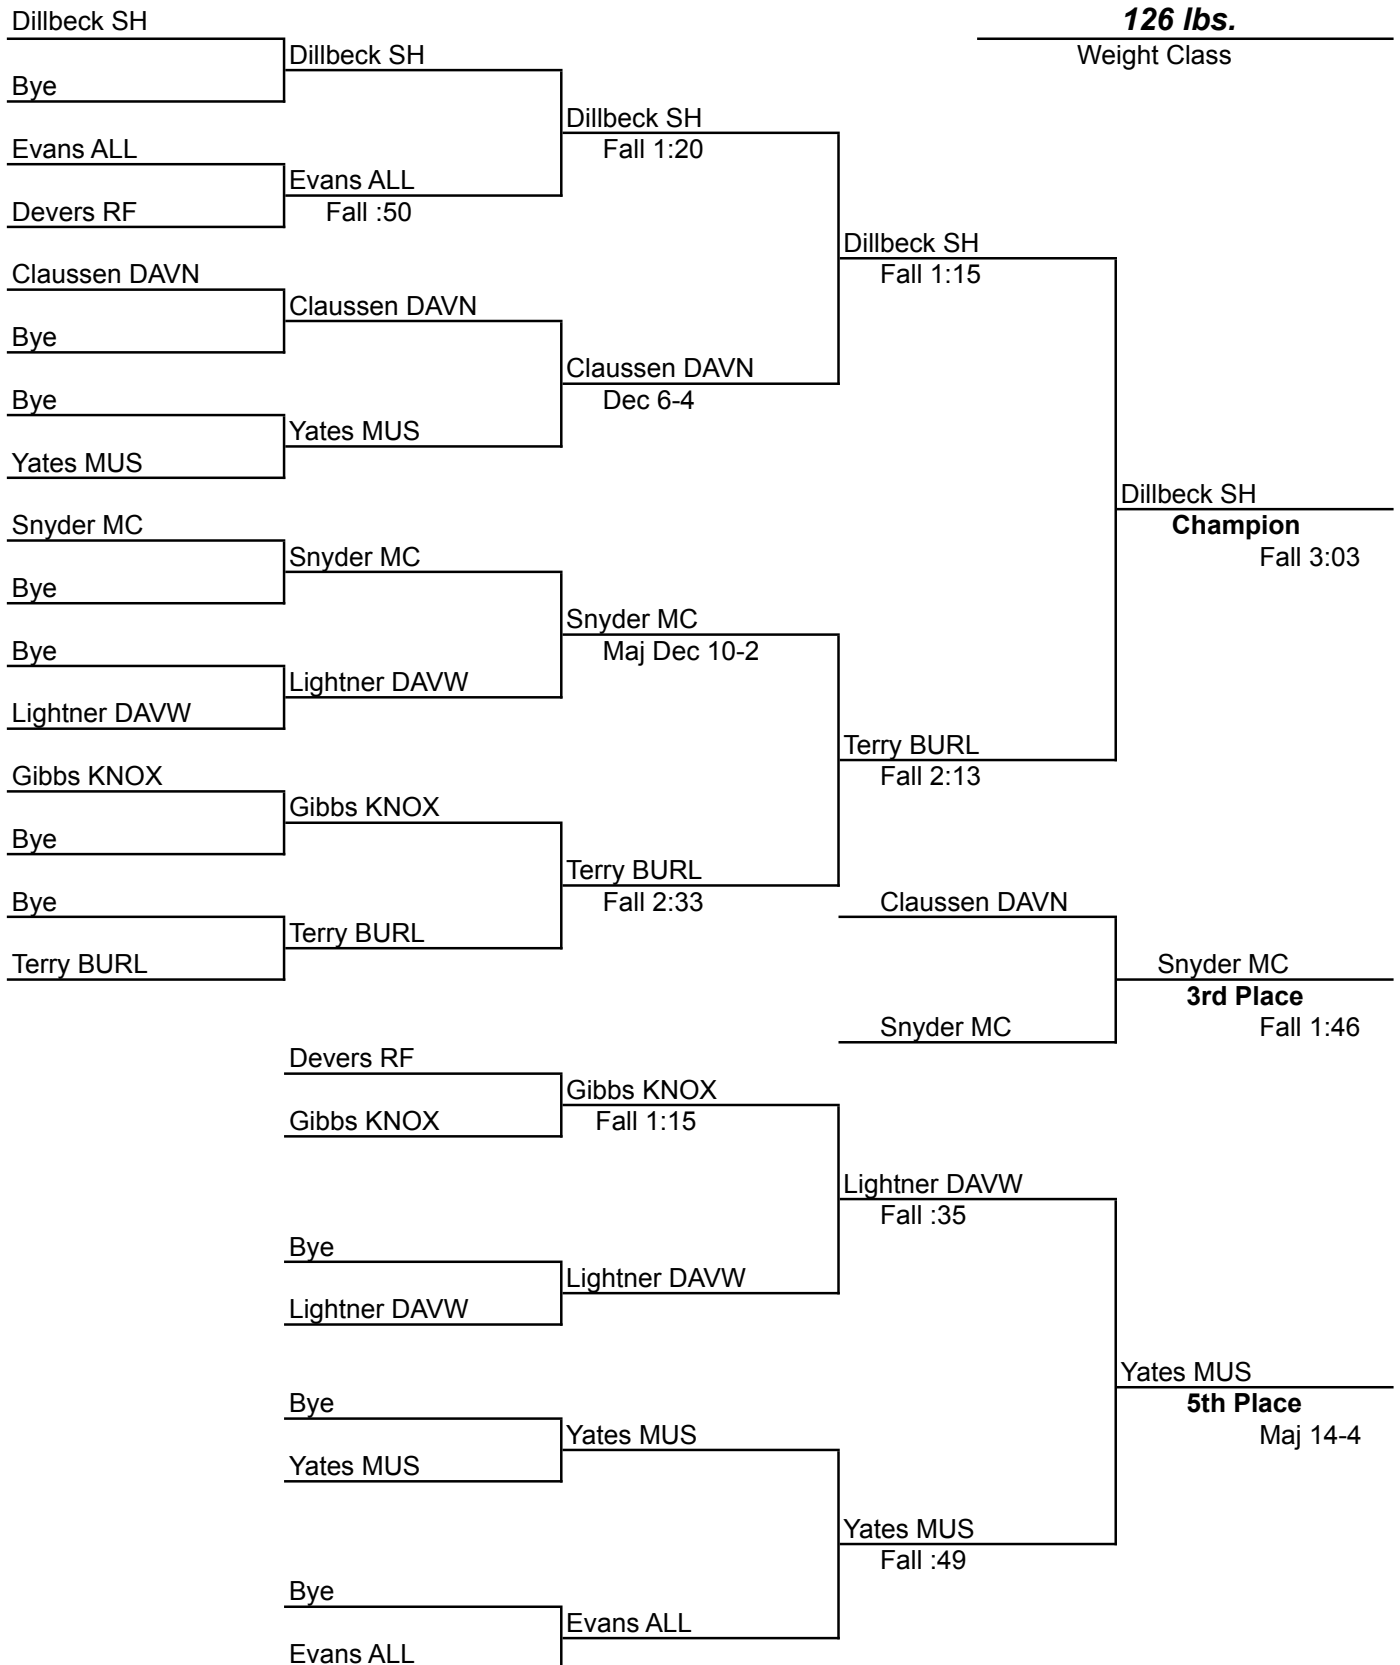 Dillbeck SH
126 lbs.
Dillbeck SH
Weight Class
Bye
Dillbeck SH
Evans ALL
Fall 1:20
Evans ALL
Devers RF
Fall :50
Dillbeck SH
Claussen DAVN
Fall 1:15
Claussen DAVN
Bye
Claussen DAVN
Bye
Dec 6-4
Yates MUS
Yates MUS
Dillbeck SH
Snyder MC
Champion
Snyder MC
Fall 3:03
Bye
Snyder MC
Bye
Maj Dec 10-2
Lightner DAVW
Lightner DAVW
Terry BURL
Gibbs KNOX
Fall 2:13
Gibbs KNOX
Bye
Terry BURL
Bye
Fall 2:33
Claussen DAVN
Terry BURL
Terry BURL
Snyder MC
3rd Place
Snyder MC
Fall 1:46
Devers RF
Gibbs KNOX
Gibbs KNOX
Fall 1:15
Lightner DAVW
Fall :35
Bye
Lightner DAVW
Lightner DAVW
Yates MUS
Bye
5th Place
Yates MUS
Maj 14-4
Yates MUS
Yates MUS
Fall :49
Bye
Evans ALL
Evans ALL